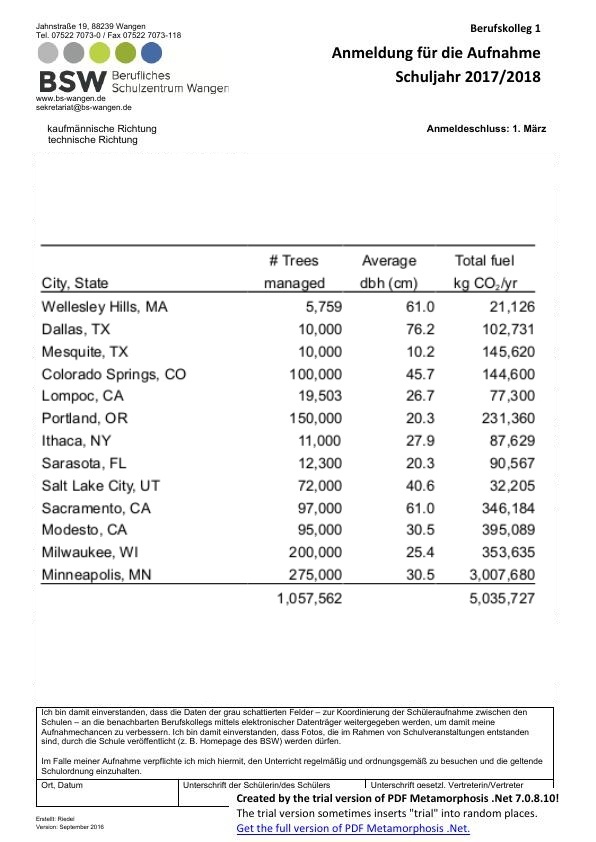 Jahnstraße 19, 88239 Wangen
Tel. 07522 7073-0 / Fax 07522 7073-118
BSW Berufliches
Schulzentrum Wangen
www.bs-wangen.de
sekretariat@bs-wangen.de
Berufskolleg 1
Anmeldung für die Aufnahme
Schuljahr 2017/2018
kaufmännische Richtung
technische Richtung
Anmeldeschluss: 1. März
# Trees Average Total fuel
City, State managed dbh (cm) kg CO₂/yr
Wellesley Hills, MA 5,759 61.0 21,126
Dallas, TX 10,000 76.2 102,731
Mesquite, TX 10,000 10.2 145,620
Colorado Springs, CO 100,000 45.7 144,600
Lompoc, CA 19,503 26.7 77,300
Portland, OR 150,000 20.3 231,360
Ithaca, NY 11,000 27.9 87,629
Sarasota, FL 12,300 20.3 90,567
Salt Lake City, UT 72,000 40.6 32,205
Sacramento, CA 97,000 61.0 346,184
Modesto, CA 95,000 30.5 395,089
Milwaukee, WI 200,000 25.4 353,635
Minneapolis, MN 275,000 30.5 3,007,680
1,057,562 5,035,727
Ich bin damit einverstanden, dass die Daten der grau schattierten Felder – zur Koordinierung der Schüleraufnahme zwischen den
Schulen – an die benachbarten Berufskollegs mittels elektronischer Datenträger weitergegeben werden, um damit meine
Aufnahmechancen zu verbessern. Ich bin damit einverstanden, dass Fotos, die im Rahmen von Schulveranstaltungen entstanden
sind, durch die Schule veröffentlicht (z. B. Homepage des BSW) werden dürfen.
Im Falle meiner Aufnahme verpflichte ich mich hiermit, den Unterricht regelmäßig und ordnungsgemäß zu besuchen und die geltende
Schulordnung einzuhalten.
Ort, Datum Unterschrift der Schülerin/des Schülers Unterschrift gesetzl. Vertreterin/Vertreter
Erstellt: Riedel
Version: September 2016
Created by the trial version of PDF Metamorphosis .Net 7.0.8.10!
The trial version sometimes inserts "trial" into random places.
Get the full version of PDF Metamorphosis .Net.